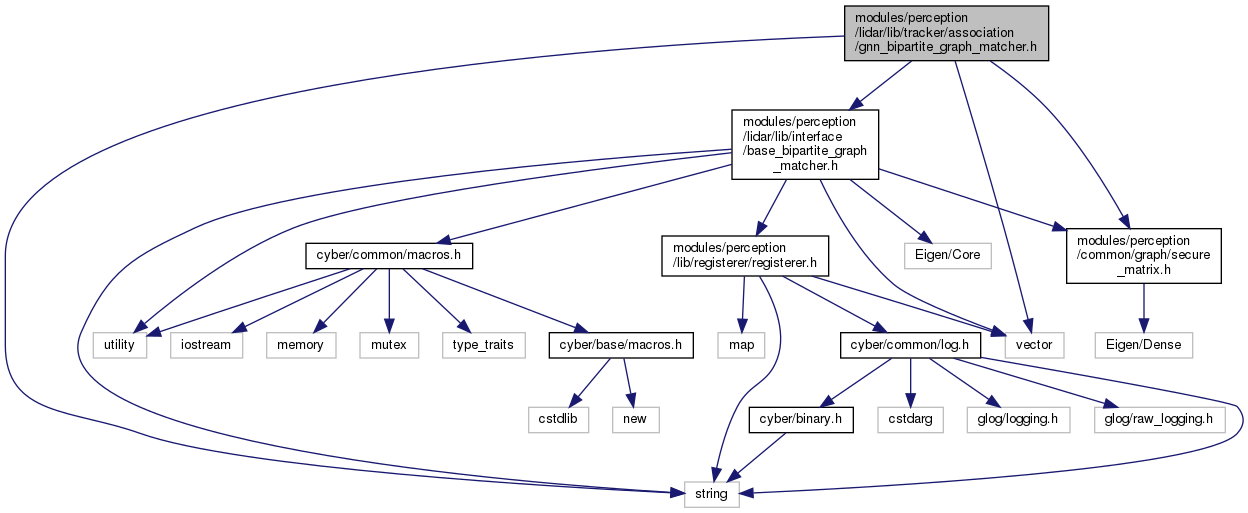 modules/perception
/lidar/lib/tracker/association
/gnn_bipartite_graph_matcher.h
modules/perception
/lidar/lib/interface
/base_bipartite_graph
_matcher.h
cyber/common/macros.h
modules/perception
/lib/registerer/registerer.h
Eigen/Core
modules/perception
/common/graph/secure
_matrix.h
utility
iostream
memory
mutex
type_traits
cyber/base/macros.h
map
cyber/common/log.h
vector
Eigen/Dense
cstdlib
new
cyber/binary.h
cstdarg
glog/logging.h
glog/raw_logging.h
string